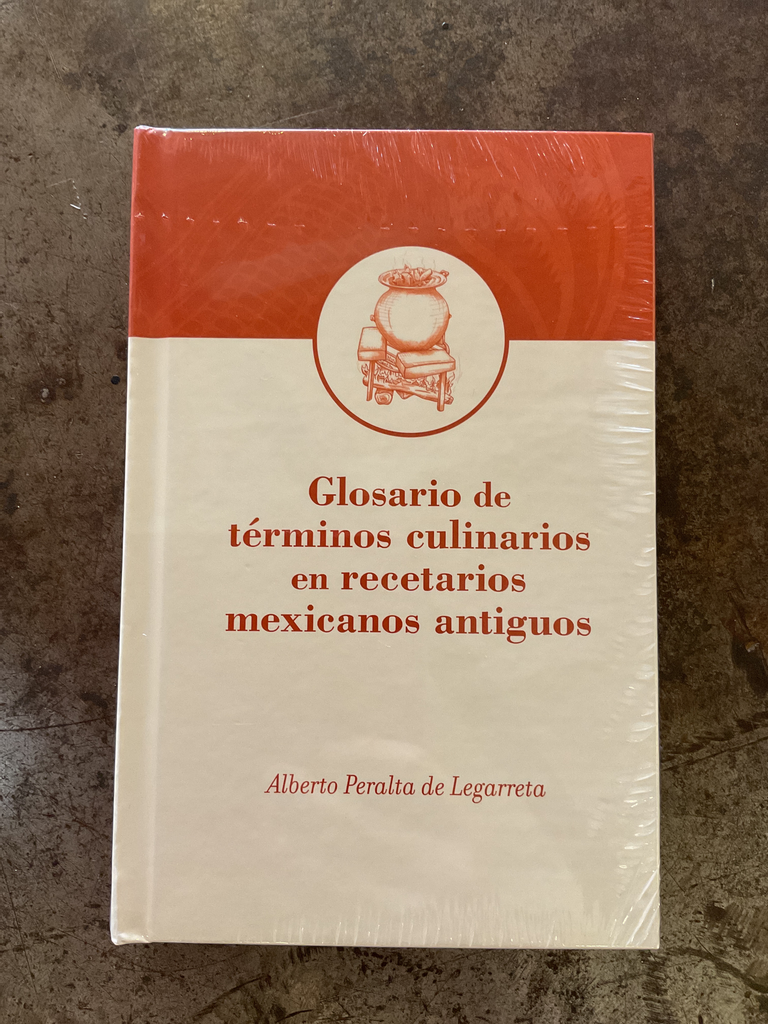 Glosario de
términos culinarios
en recetarios
mexicanos antiguos
Alberto Peralta de Legarreta